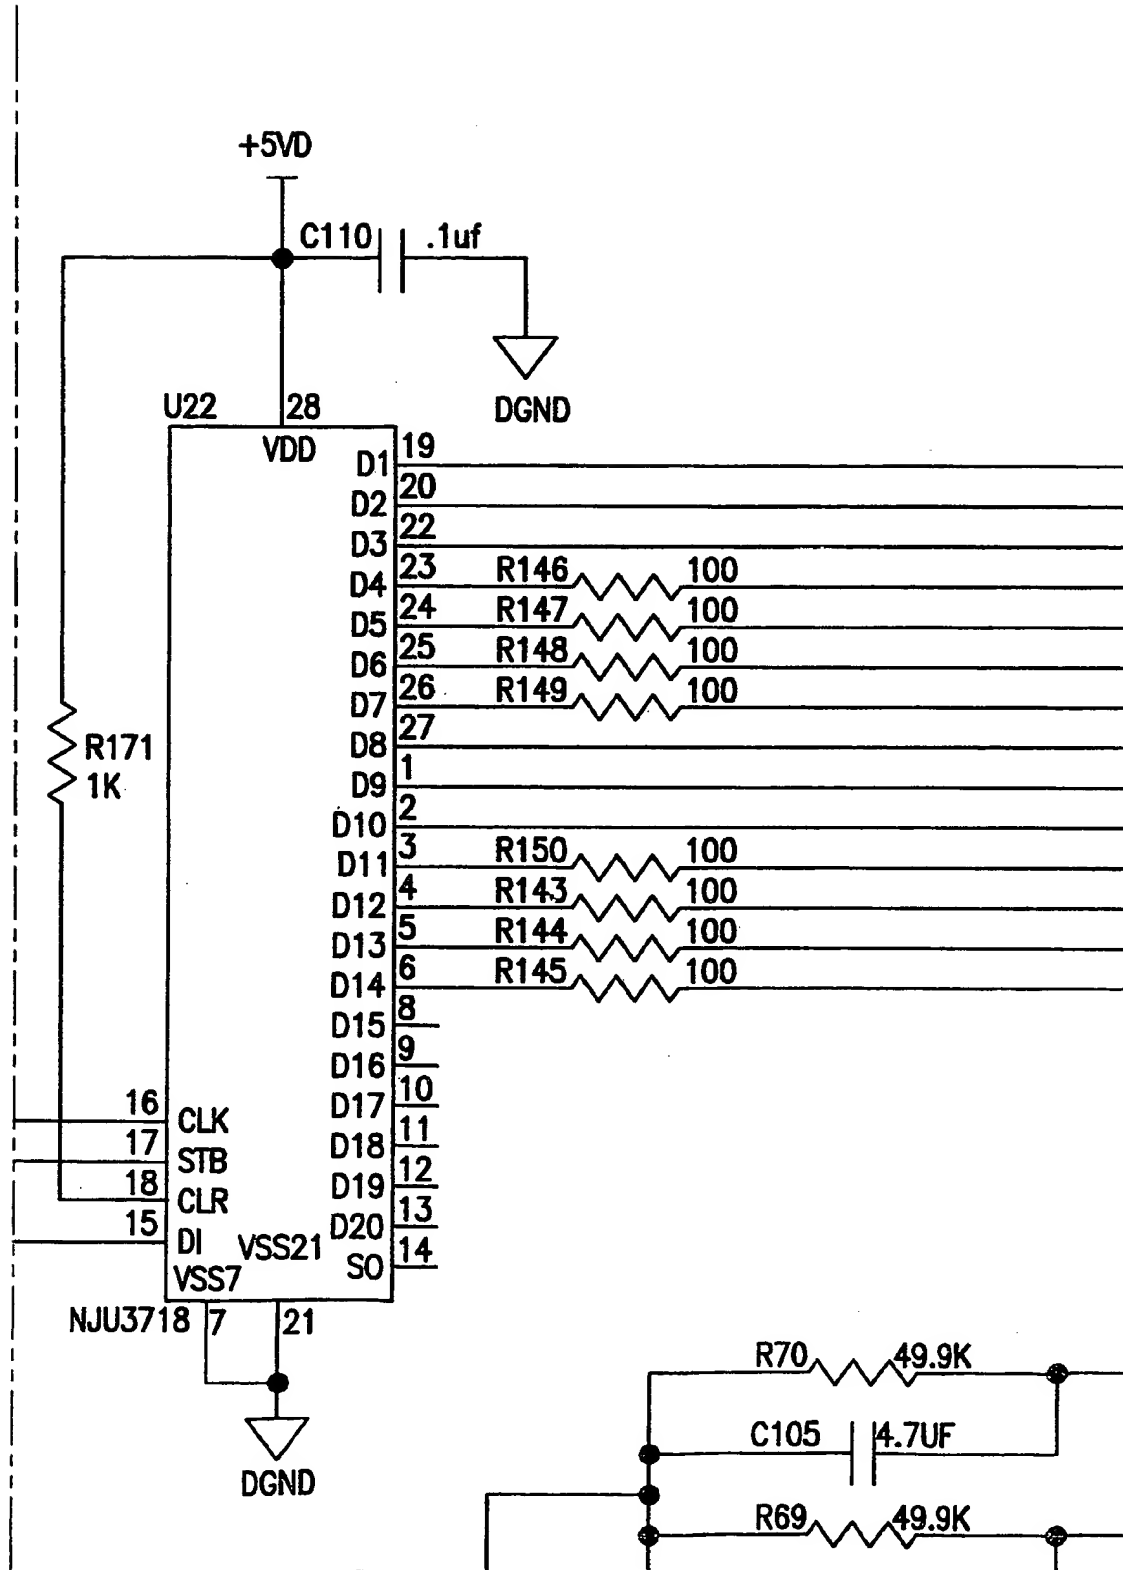 +5VD
C110 .1uf
DGND
U22 28
VDD
D1 19
D2 20
D3 22
D4 23 R146 100
D5 24 R147 100
D6 25 R148 100
D7 26 R149 100
D8 27
R171
1K
D9 1
D10 2
D11 3 R150 100
D12 4 R143 100
D13 5 R144 100
D14 6 R145 100
D15 8
D16 9
D17 10
16 CLK
D18 11
17 STB
D19 12
18 CLR
D20 13
15 DI
VSS21
SO 14
VSS7
NJU3718 7 21
DGND
R70 49.9K
C105 4.7UF
R69 49.9K